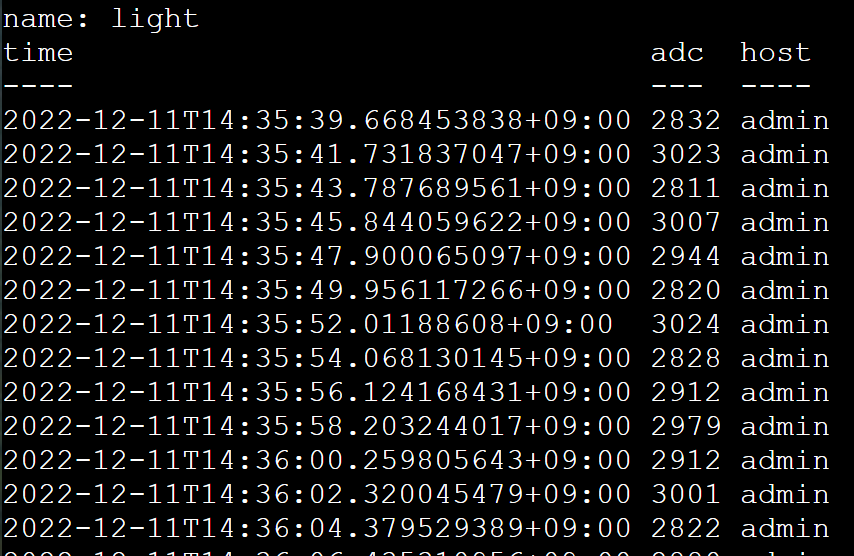 name: light
time adc host
---- --- ----
2022-12-11T14:35:39.668453838+09:00 2832 admin
2022-12-11T14:35:41.731837047+09:00 3023 admin
2022-12-11T14:35:43.787689561+09:00 2811 admin
2022-12-11T14:35:45.844059622+09:00 3007 admin
2022-12-11T14:35:47.900065097+09:00 2944 admin
2022-12-11T14:35:49.956117266+09:00 2820 admin
2022-12-11T14:35:52.01188608+09:00 3024 admin
2022-12-11T14:35:54.068130145+09:00 2828 admin
2022-12-11T14:35:56.124168431+09:00 2912 admin
2022-12-11T14:35:58.203244017+09:00 2979 admin
2022-12-11T14:36:00.259805643+09:00 2912 admin
2022-12-11T14:36:02.320045479+09:00 3001 admin
2022-12-11T14:36:04.379529389+09:00 2822 admin